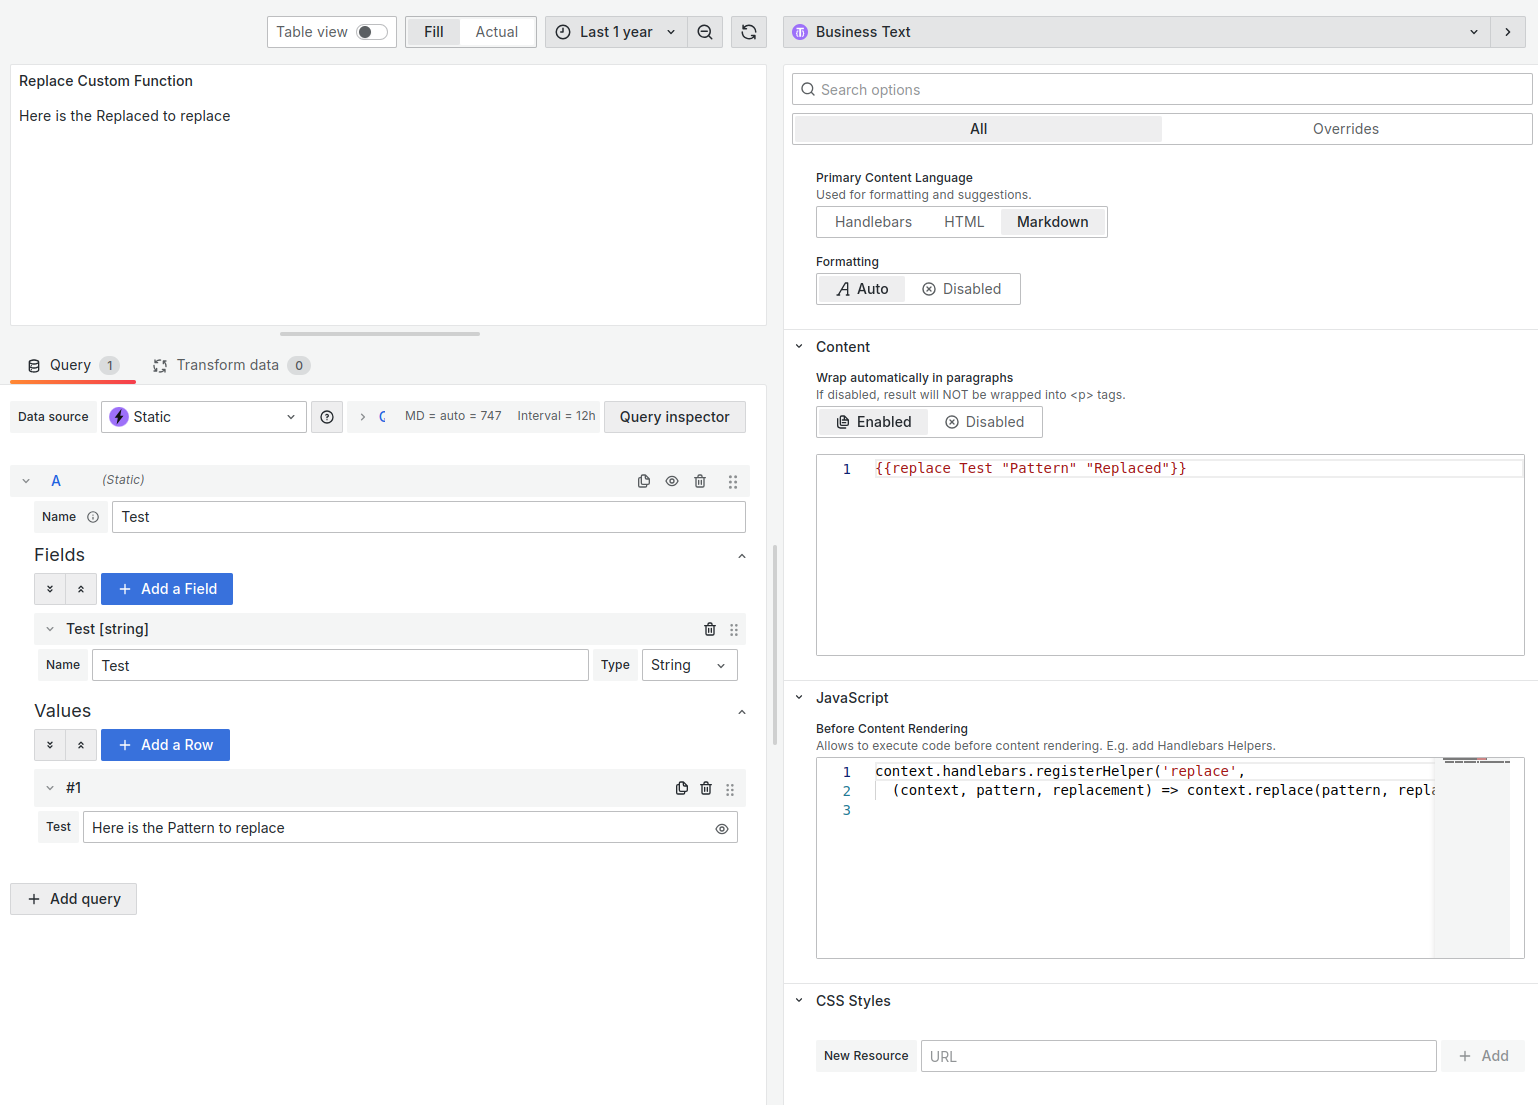 Table view
Fill
Actual
Last 1 year
Business Text
Replace Custom Function
Here is the Replaced to replace
Search options
All
Overrides
Primary Content Language
Used for formatting and suggestions.
Handlebars
HTML
Markdown
Formatting
Auto
Disabled
Query 1
Transform data 0
Content
Wrap automatically in paragraphs
If disabled, result will NOT be wrapped into <p> tags.
Enabled
Disabled
Data source
Static
MD = auto = 747
Interval = 12h
Query inspector
1 {{replace Test "Pattern" "Replaced"}}
A
(Static)
Name
Test
Fields
Add a Field
Test [string]
Name
Test
Type
String
Values
Add a Row
#1
Test
Here is the Pattern to replace
Add query
JavaScript
Before Content Rendering
Allows to execute code before content rendering. E.g. add Handlebars Helpers.
1 context.handlebars.registerHelper('replace',
2 (context, pattern, replacement) => context.replace(pattern, repla
3
CSS Styles
New Resource
URL
Add